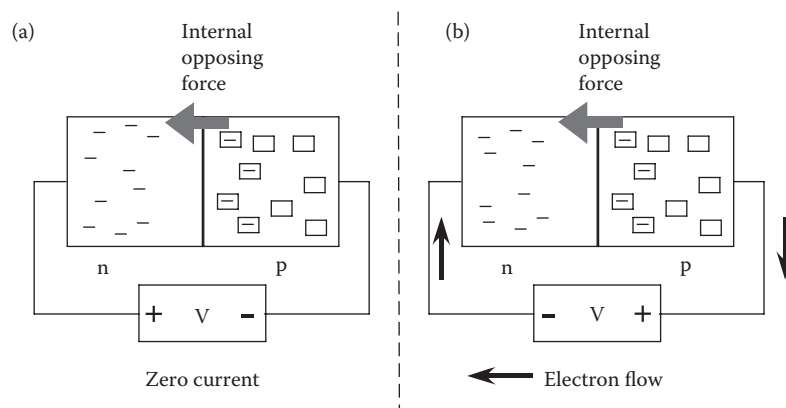 (a)
Internal
opposing
force
n
p
+ V -
Zero current
(b)
Internal
opposing
force
n
p
- V +
Electron flow